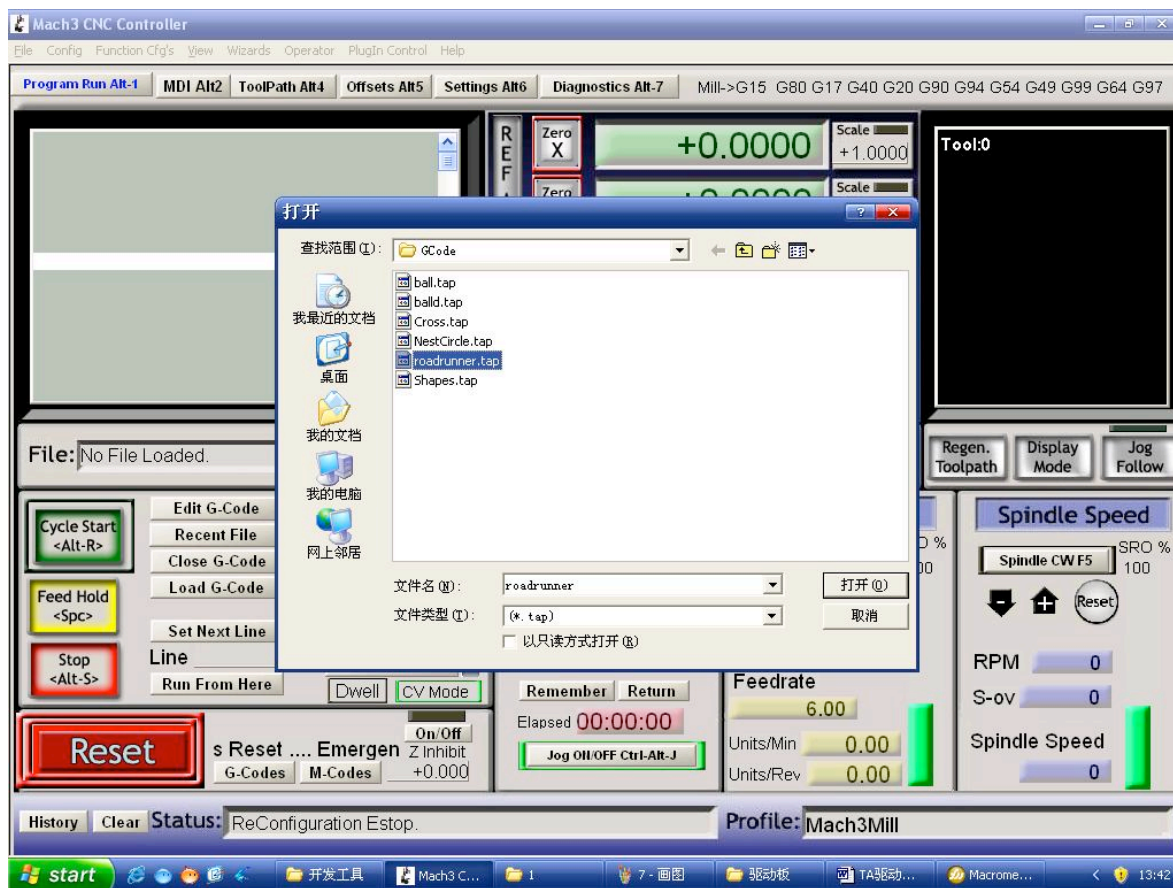 Mach3 CNC Controller
File Config Function Cfg's View Wizards Operator PlugIn Control Help
Program Run Alt-1 MDI Alt2 ToolPath Alt4 Offsets Alt5 Settings Alt6 Diagnostics Alt-7 Mill->G15 G80 G17 G40 G20 G90 G94 G54 G49 G99 G64 G97
REF
Zero X +0.0000 Scale +1.0000
Zero Scale
Tool:0
打开
查找范围(I): GCode
我最近的文档
桌面
我的文档
我的电脑
网上邻居
ball.tap
balld.tap
Cross.tap
NestCircle.tap
roadrunner.tap
Shapes.tap
文件名(N): roadrunner 打开(O)
文件类型(T): (*.tap) 取消
以只读方式打开(R)
File: No File Loaded.
Regen. Toolpath Display Mode Jog Follow
Cycle Start <Alt-R>
Feed Hold <Spc>
Stop <Alt-S>
Edit G-Code
Recent File
Close G-Code
Load G-Code
Set Next Line
Line
Run From Here
Dwell CV Mode
Remember Return
Elapsed 00:00:00
Jog ON/OFF Ctrl-Alt-J
Feedrate
6.00
Units/Min 0.00
Units/Rev 0.00
Spindle Speed
Spindle CW F5 SRO % 100
Reset
RPM 0
S-ov 0
Spindle Speed
0
Reset s Reset .... Emergen
G-Codes M-Codes
On/Off
Z Inhibit
+0.000
History Clear Status: ReConfiguration Estop. Profile: Mach3Mill
start 开发工具 Mach3 C... 1 7 - 画图 驱动板 TA驱动... Macrome... 13:42